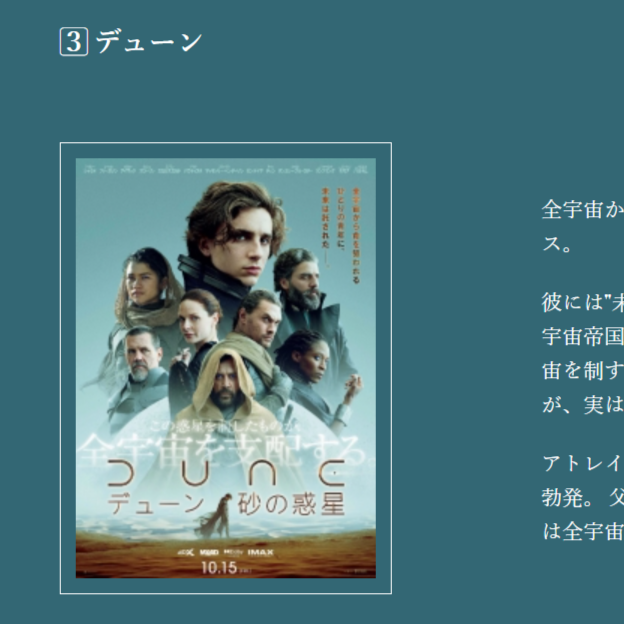 3 デューン
全宇宙から命を狙われる
ひとりの青年に、
未来は託された──。
全宇宙か
ス。
彼には"未
宇宙帝国
宙を制す
が、実は
この惑星を制したものが、
全宇宙を支配する。
DUNE
デューン 砂の惑星
IMAX
10.15
アトレイ
勃発。 父
は全宇宙